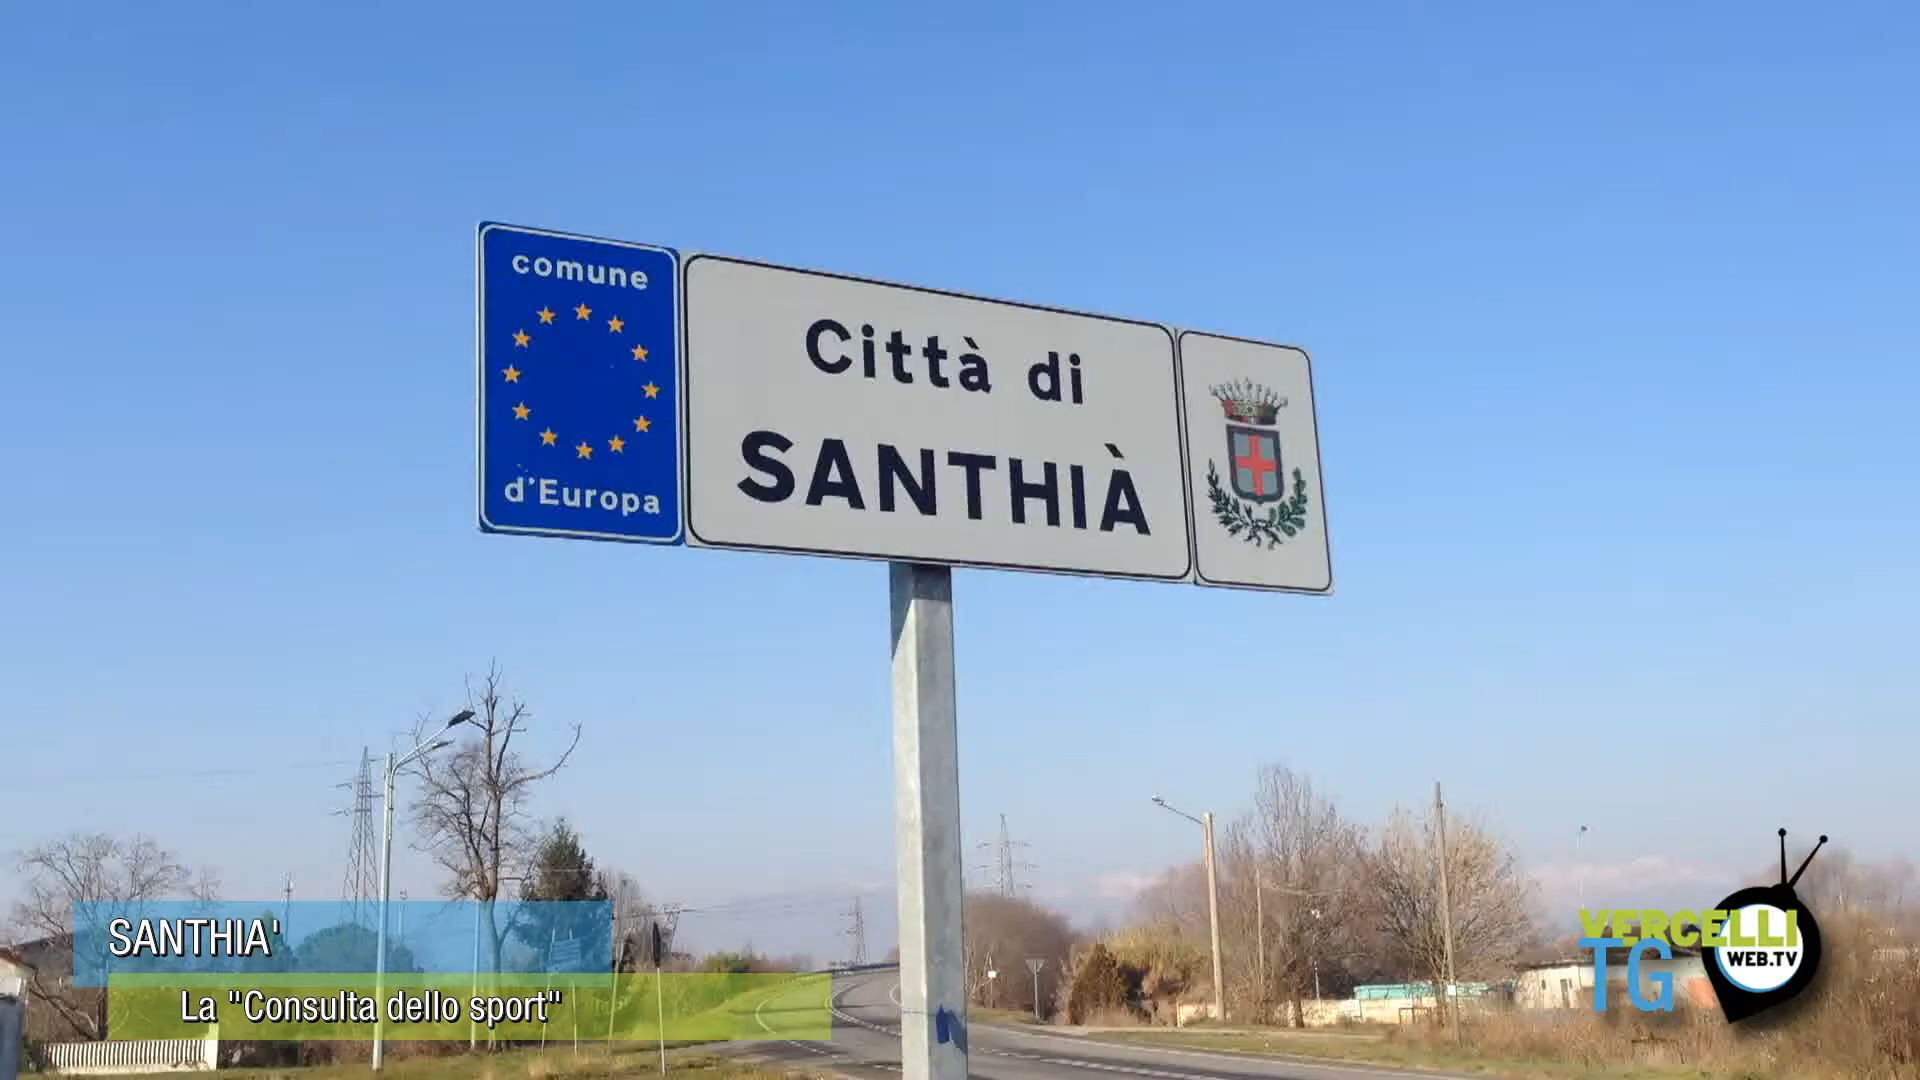 comune
d'Europa
Città di
SANTHIÀ
SANTHIA'
La "Consulta dello sport"
VERCELLI
WEB.TV
TG